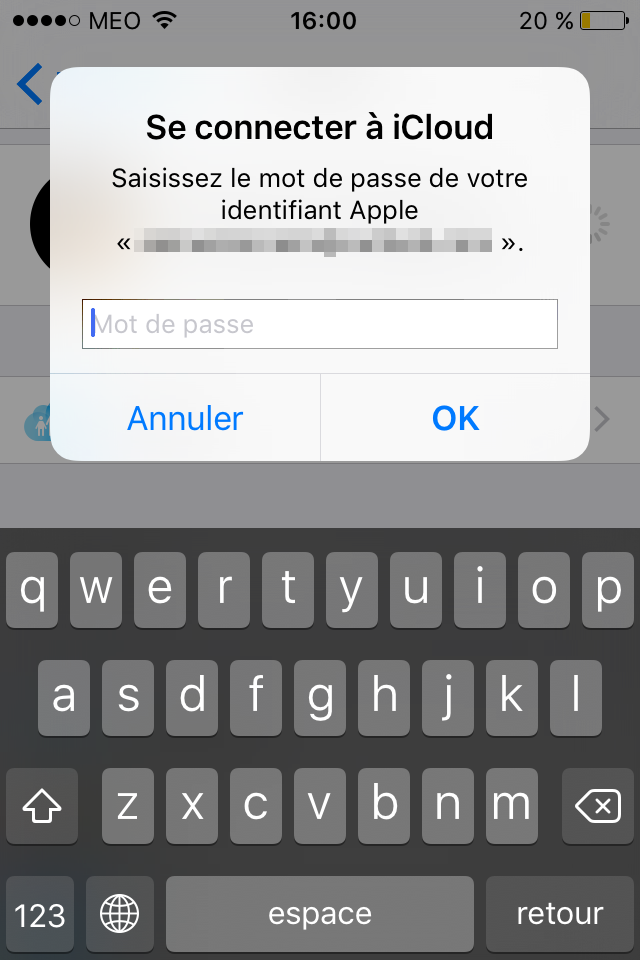 MEO 16:00 20 %
Se connecter à iCloud
Saisissez le mot de passe de votre
identifiant Apple
« ».
Mot de passe
Annuler OK
q w e r t y u i o p
a s d f g h j k l
z x c v b n m
123 espace retour